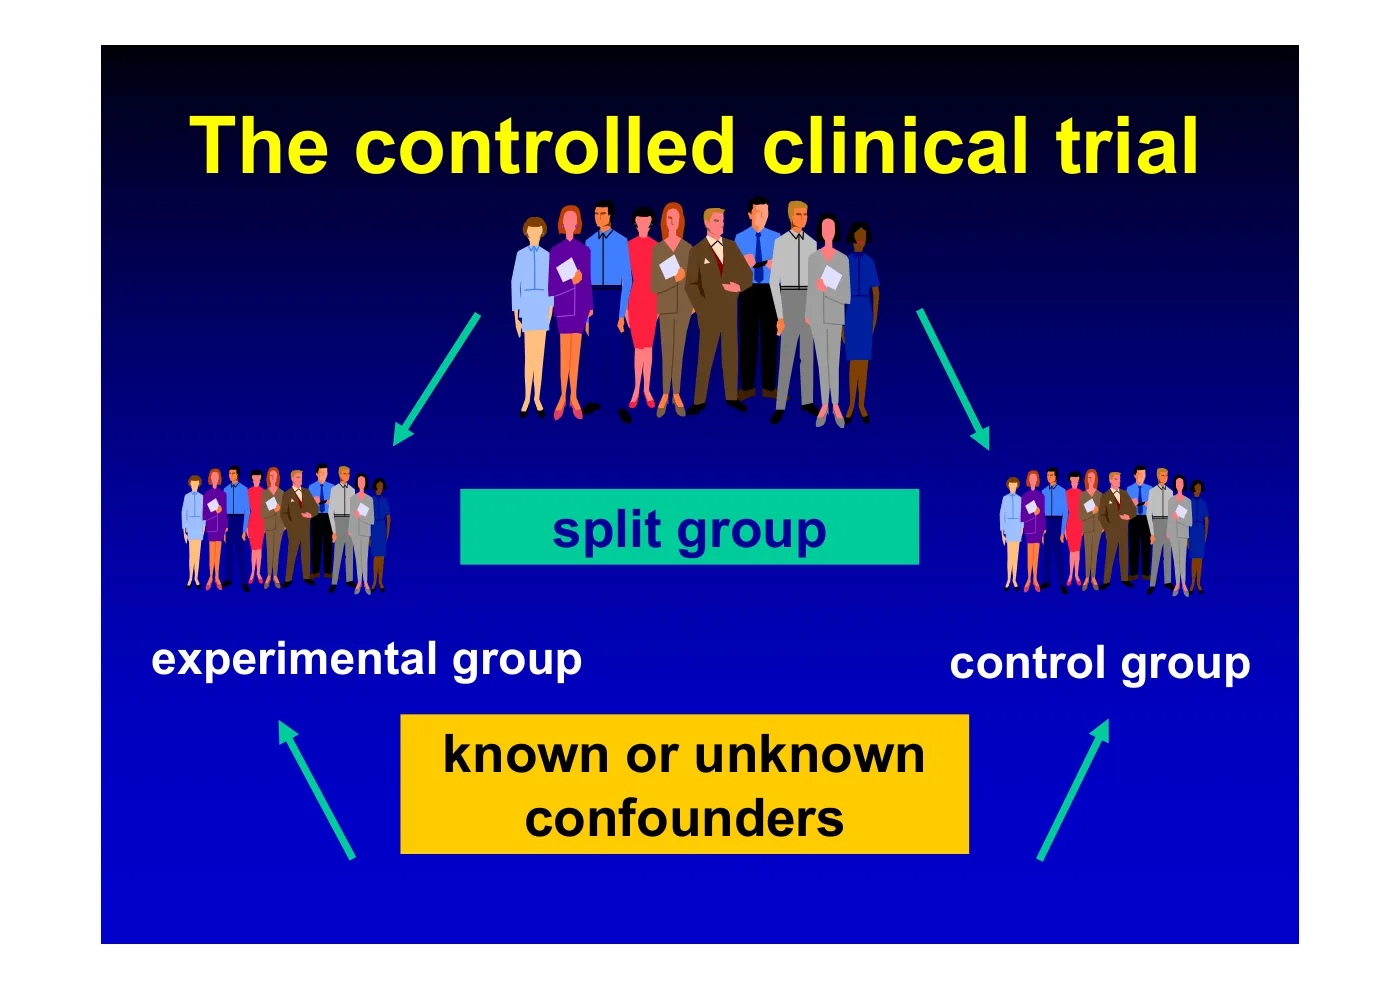 The controlled clinical trial
split group
experimental group
control group
known or unknown
confounders